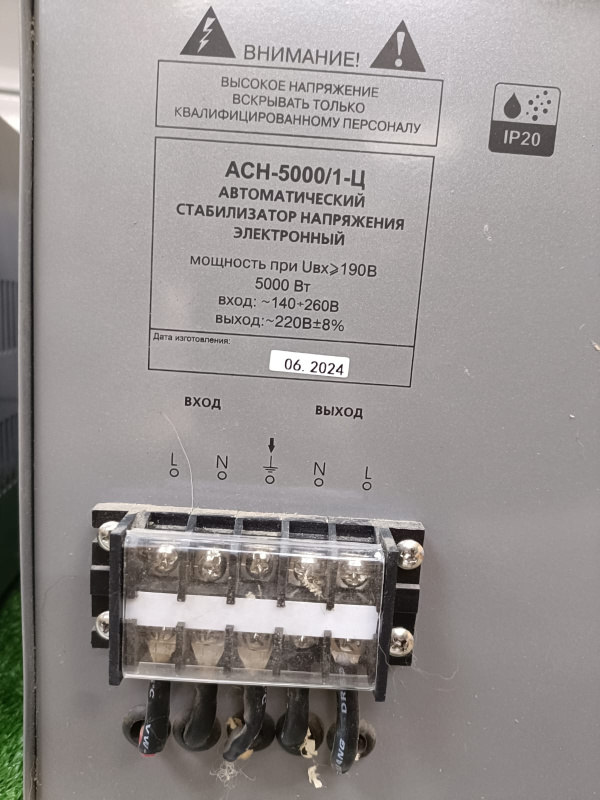 ВНИМАНИЕ!
ВЫСОКОЕ НАПРЯЖЕНИЕ
ВСКРЫВАТЬ ТОЛЬКО
КВАЛИФИЦИРОВАННОМУ ПЕРСОНАЛУ
IP20
АСН-5000/1-Ц
АВТОМАТИЧЕСКИЙ
СТАБИЛИЗАТОР НАПРЯЖЕНИЯ
ЭЛЕКТРОННЫЙ
мощность при Uвх⩾190В
5000 Вт
вход: ~140÷260В
выход:~220В±8%
Дата изготовления:
06. 2024
ВХОД ВЫХОД
L N N L